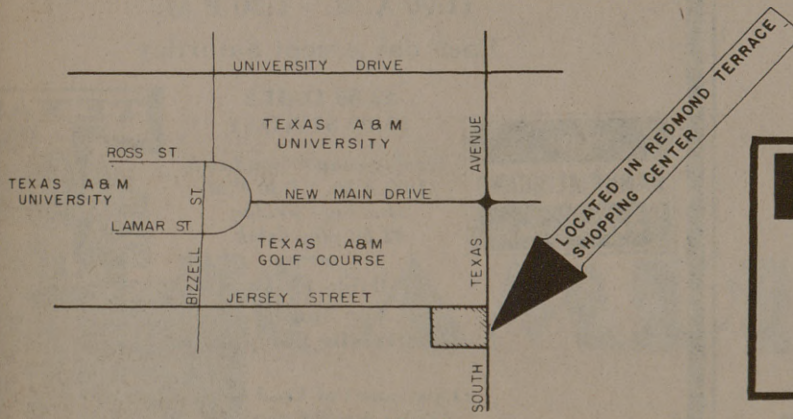 UNIVERSITY DRIVE
TEXAS A&M
UNIVERSITY
ROSS ST
TEXAS A&M
UNIVERSITY
ST
NEW MAIN DRIVE
AVENUE
LAMAR ST
TEXAS A&M
GOLF COURSE
TEXAS
BIZZELL
JERSEY STREET
SOUTH
LOCATED IN REDMOND TERRACE
SHOPPING CENTER